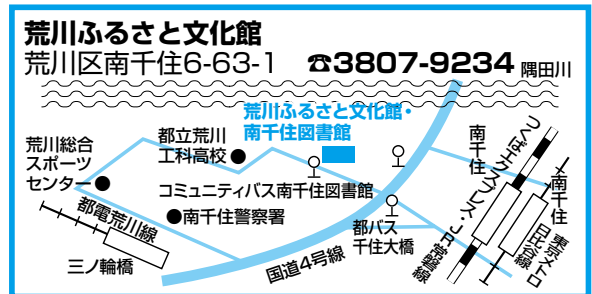 荒川ふるさと文化館
荒川区南千住6-63-1 ☎3807-9234
隅田川
荒川ふるさと文化館・
南千住図書館
都立荒川
工科高校
荒川総合
スポーツ
センター
コミュニティバス南千住図書館
南千住警察署
都電荒川線
三ノ輪橋
国道4号線
都バス
千住大橋
南千住
つくばエクスプレス・JR常磐線
南千住
東京メトロ
日比谷線